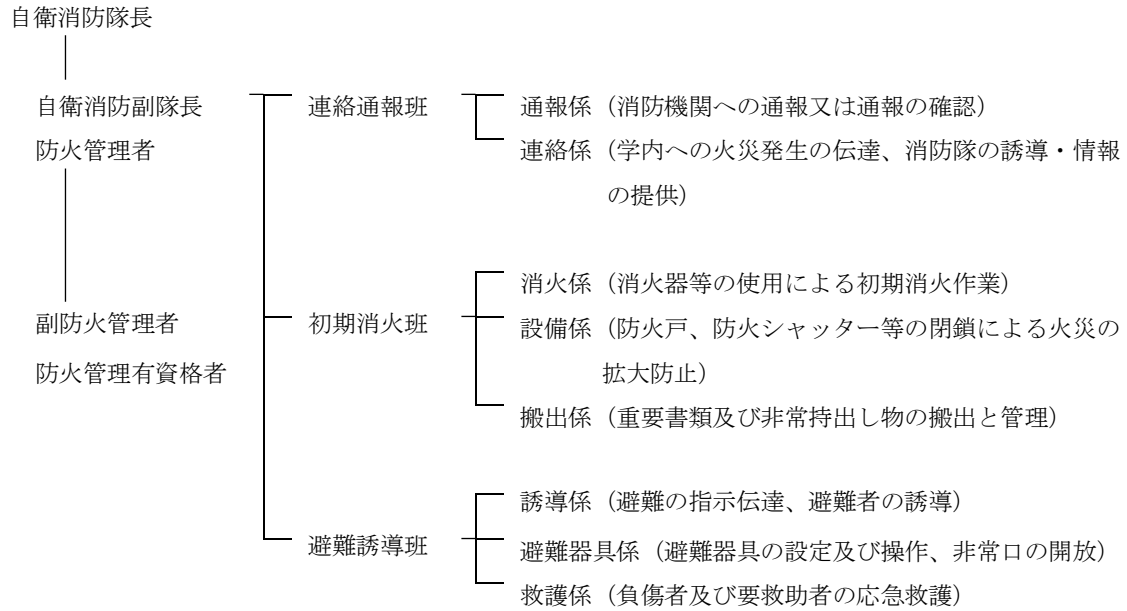 自衛消防隊長
自衛消防副隊長
防火管理者
副防火管理者
防火管理有資格者
連絡通報班
通報係（消防機関への通報又は通報の確認）
連絡係（学内への火災発生の伝達、消防隊の誘導・情報
の提供）
初期消火班
消火係（消火器等の使用による初期消火作業）
設備係（防火戸、防火シャッター等の閉鎖による火災の
拡大防止）
搬出係（重要書類及び非常持出し物の搬出と管理）
避難誘導班
誘導係（避難の指示伝達、避難者の誘導）
避難器具係（避難器具の設定及び操作、非常口の開放）
救護係（負傷者及び要救助者の応急救護）